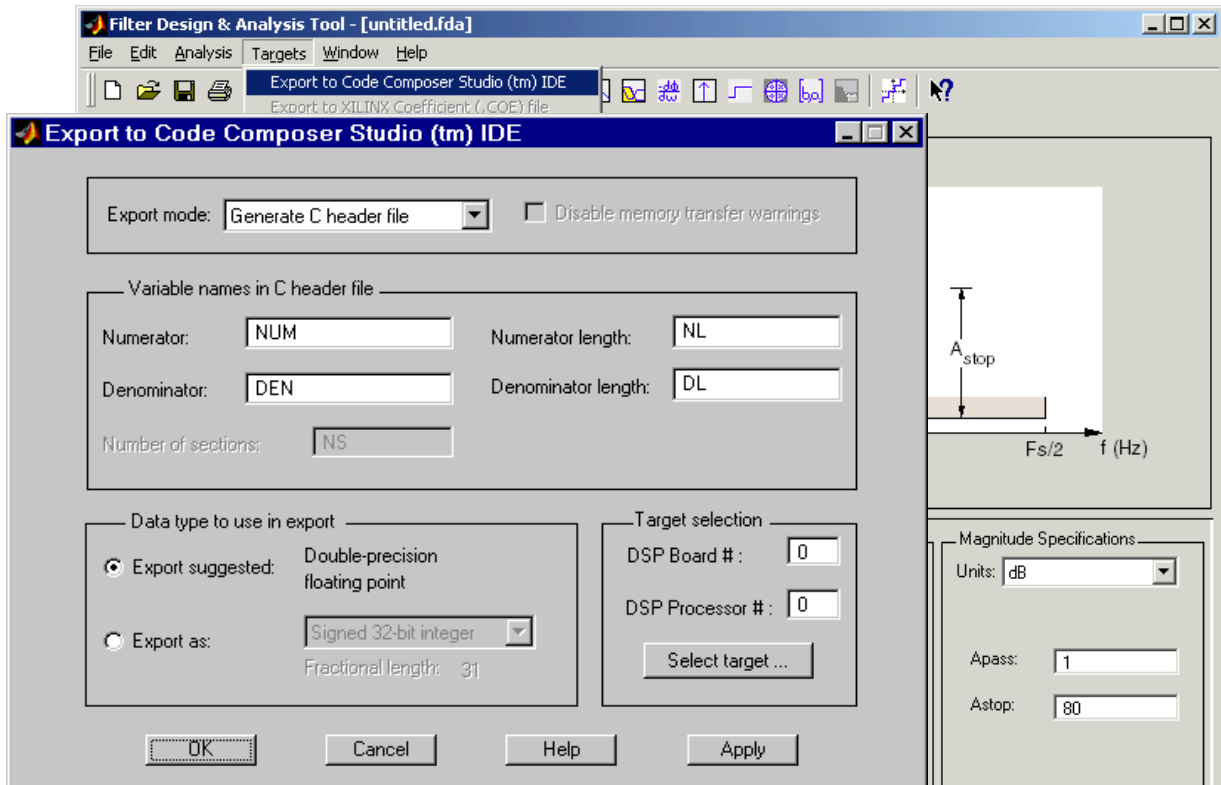 Filter Design & Analysis Tool - [untitled.fda]
File Edit Analysis Targets Window Help
Export to Code Composer Studio (tm) IDE
Export to XILINX Coefficient (.COE) file
Export to Code Composer Studio (tm) IDE
Export mode: Generate C header file Disable memory transfer warnings
Variable names in C header file
Numerator: NUM Numerator length: NL
Denominator: DEN Denominator length: DL
Number of sections: NS
Data type to use in export
Export suggested: Double-precision
floating point
Export as: Signed 32-bit integer
Fractional length: 31
Target selection
DSP Board # : 0
DSP Processor # : 0
Select target ...
OK Cancel Help Apply
A stop
Fs/2 f (Hz)
Magnitude Specifications
Units: dB
Apass: 1
Astop: 80